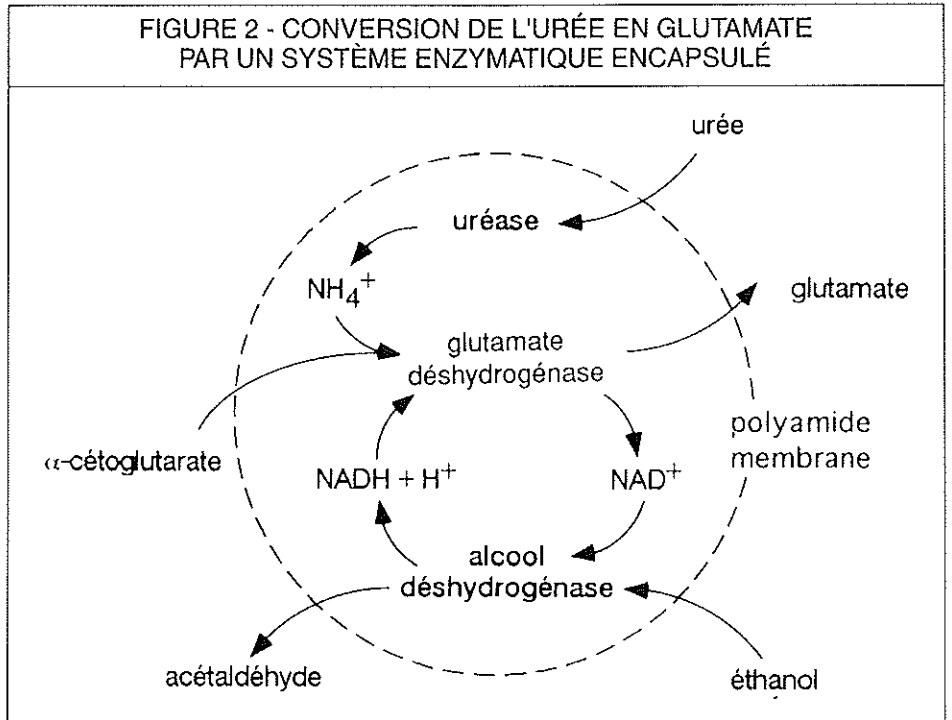 FIGURE 2 - CONVERSION DE L'URÉE EN GLUTAMATE
PAR UN SYSTÈME ENZYMATIQUE ENCAPSULÉ
urée
uréase
NH₄⁺
glutamate
glutamate
déshydrogénase
polyamide
membrane
α-cétoglutarate
NADH + H⁺
NAD⁺
alcool
déshydrogénase
acétaldéhyde
éthanol